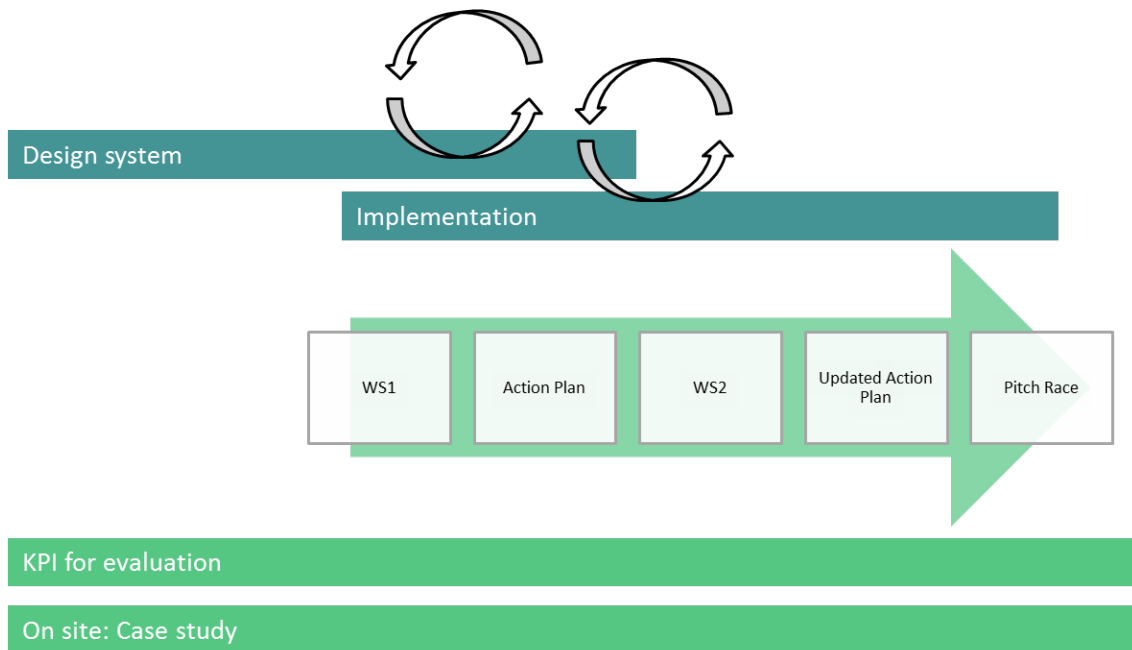 Design system
Implementation
WS1
Action Plan
WS2
Updated Action
Plan
Pitch Race
KPI for evaluation
On site: Case study